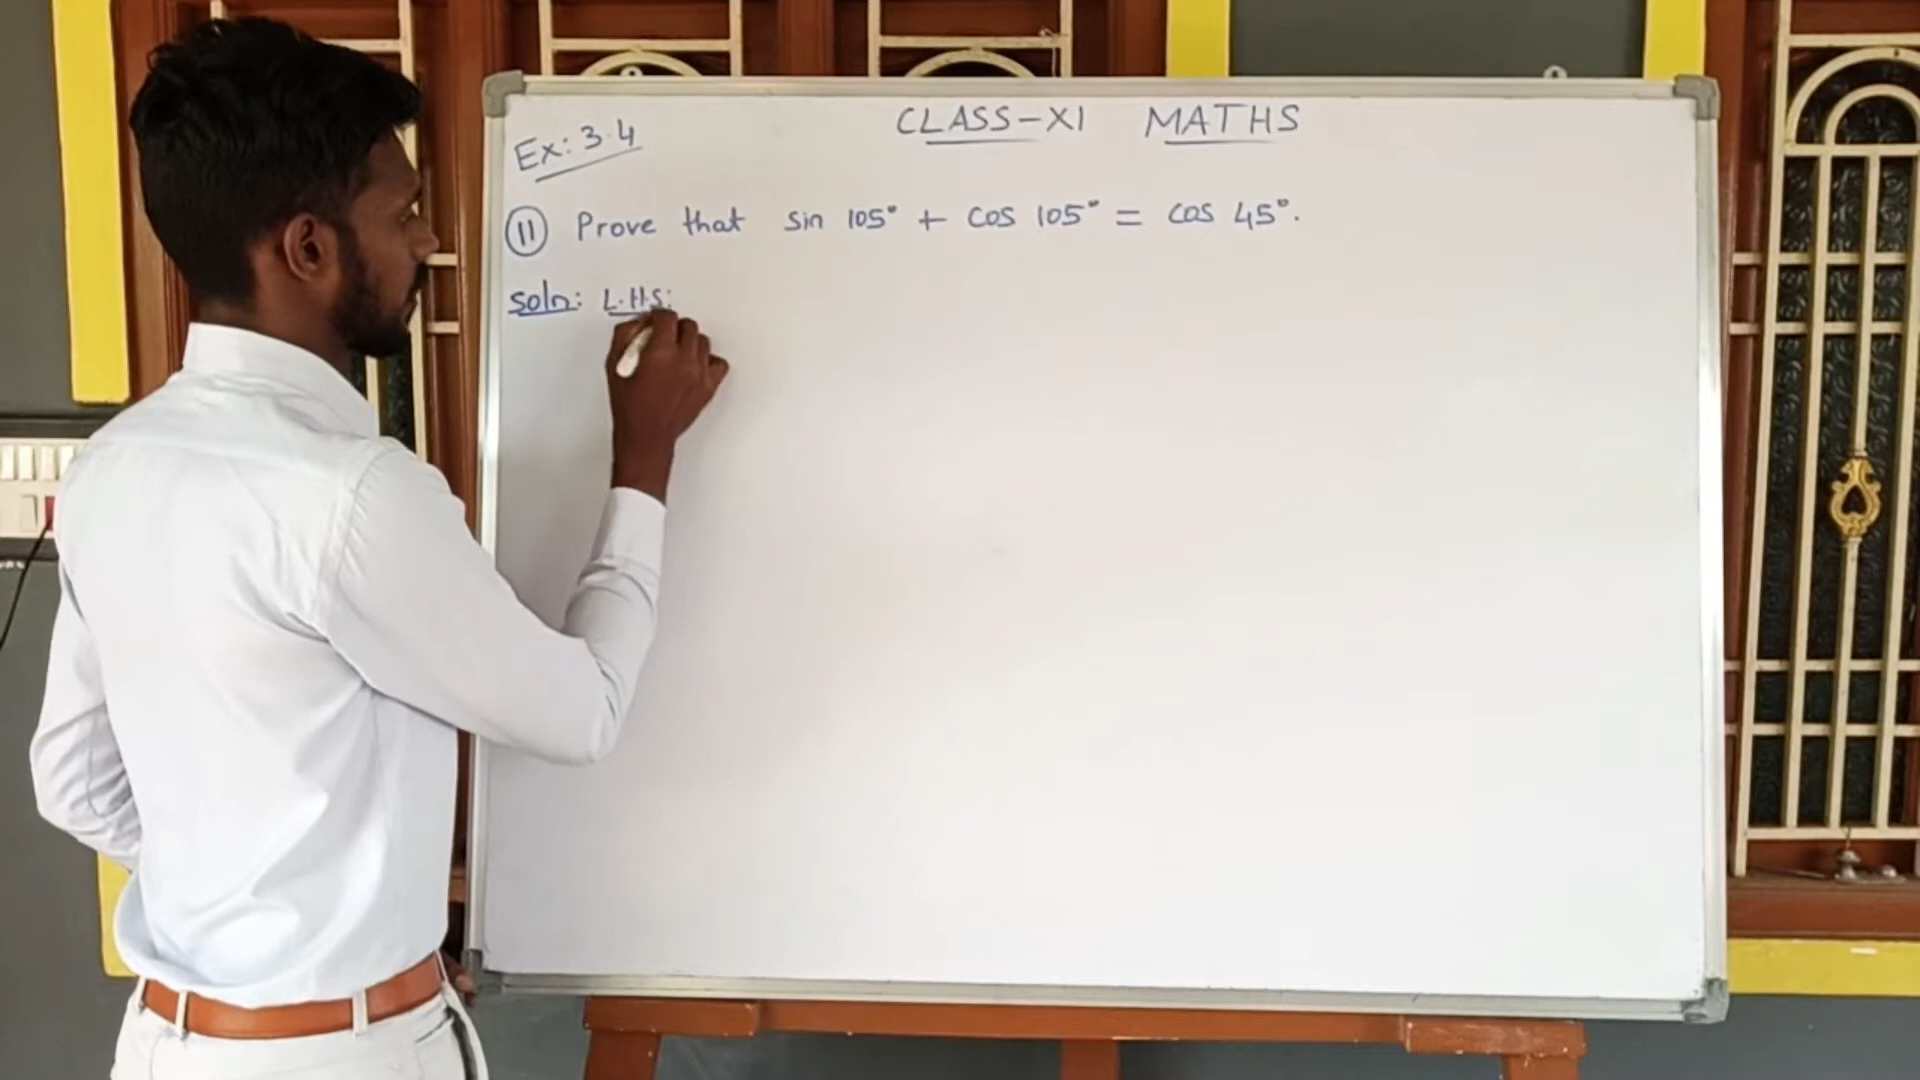 CLASS-XI MATHS
Ex: 3.4
11 Prove that sin 105° + cos 105° = cos 45°.
Soln: L.H.S: